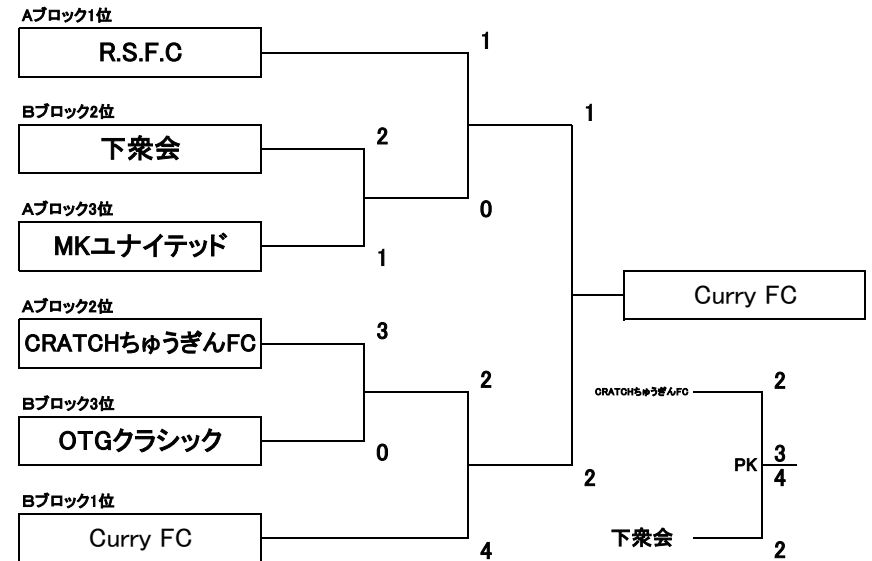 Aブロック1位
R.S.F.C
1
Bブロック2位
下衆会
2
1
Aブロック3位
MKユナイテッド
1
0
Curry FC
Aブロック2位
CRATCHちゅうぎんFC
3
2
CRATCHちゅうぎんFC
2
Bブロック3位
OTGクラシック
0
2
PK
3
4
Bブロック1位
Curry FC
4
下衆会
2